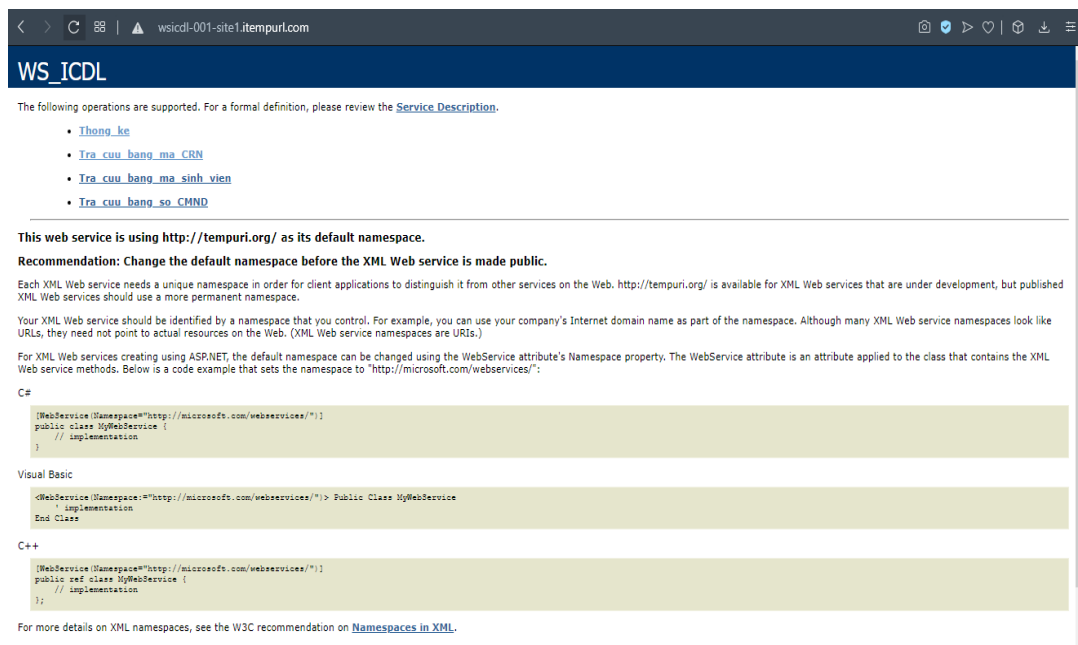 wsicdl-001-site1.itempurl.com
WS_ICDL
The following operations are supported. For a formal definition, please review the Service Description.
Thong_ke
Tra_cuu_bang_ma_CRN
Tra_cuu_bang_ma_sinh_vien
Tra_cuu_bang_so_CMND
This web service is using http://tempuri.org/ as its default namespace.
Recommendation: Change the default namespace before the XML Web service is made public.
Each XML Web service needs a unique namespace in order for client applications to distinguish it from other services on the Web. http://tempuri.org/ is available for XML Web services that are under development, but published
XML Web services should use a more permanent namespace.
Your XML Web service should be identified by a namespace that you control. For example, you can use your company's Internet domain name as part of the namespace. Although many XML Web service namespaces look like
URLs, they need not point to actual resources on the Web. (XML Web service namespaces are URIs.)
For XML Web services creating using ASP.NET, the default namespace can be changed using the WebService attribute's Namespace property. The WebService attribute is an attribute applied to the class that contains the XML
Web service methods. Below is a code example that sets the namespace to "http://microsoft.com/webservices/":
C#
[WebService(Namespace="http://microsoft.com/webservices/")]
public class MyWebService {
// implementation
}
Visual Basic
<WebService(Namespace:="http://microsoft.com/webservices/")> Public Class MyWebService
' implementation
End Class
C++
[WebService(Namespace="http://microsoft.com/webservices/")]
public ref class MyWebService {
// implementation
};
For more details on XML namespaces, see the W3C recommendation on Namespaces in XML.